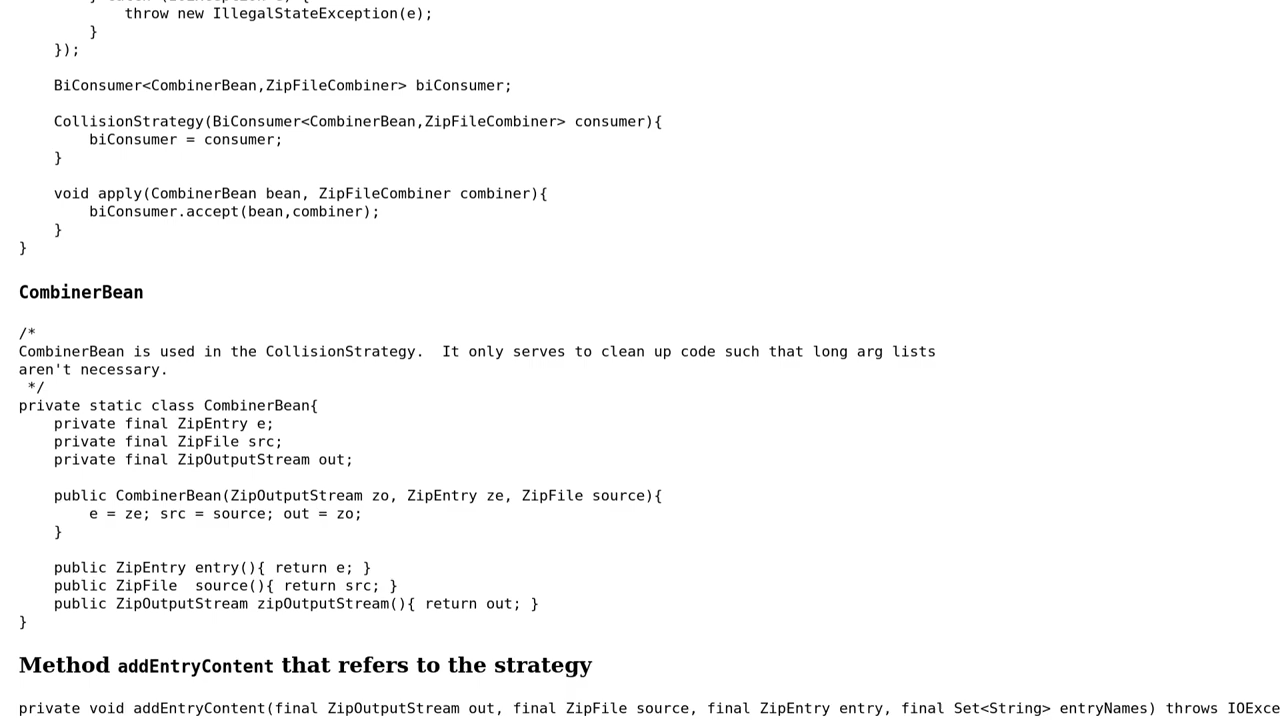 throw new IllegalStateException(e);
        }
    });

    BiConsumer<CombinerBean,ZipFileCombiner> biConsumer;

    CollisionStrategy(BiConsumer<CombinerBean,ZipFileCombiner> consumer){
        biConsumer = consumer;
    }

    void apply(CombinerBean bean, ZipFileCombiner combiner){
        biConsumer.accept(bean,combiner);
    }
}
CombinerBean
/*
CombinerBean is used in the CollisionStrategy.  It only serves to clean up code such that long arg lists
aren't necessary.
 */
private static class CombinerBean{
    private final ZipEntry e;
    private final ZipFile src;
    private final ZipOutputStream out;

    public CombinerBean(ZipOutputStream zo, ZipEntry ze, ZipFile source){
        e = ze; src = source; out = zo;
    }

    public ZipEntry entry(){ return e; }
    public ZipFile  source(){ return src; }
    public ZipOutputStream zipOutputStream(){ return out; }
}
Method addEntryContent that refers to the strategy
private void addEntryContent(final ZipOutputStream out, final ZipFile source, final ZipEntry entry, final Set<String> entryNames) throws IOExce